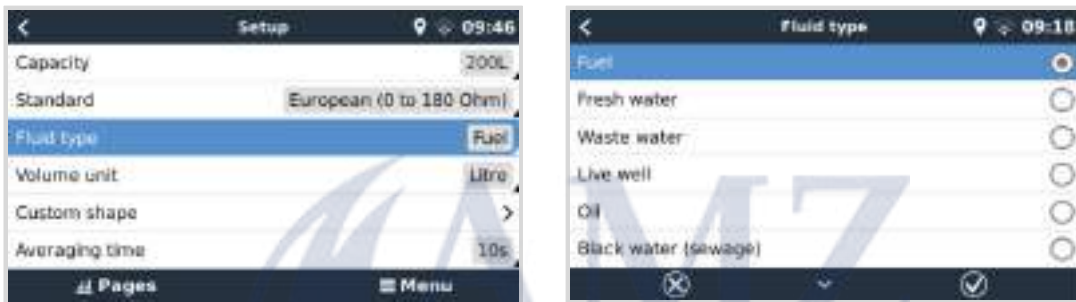 Setup 09:46
Capacity 200L
Standard European (0 to 180 Ohm)
Fluid type Fuel
Volume unit Litre
Custom shape
Averaging time 10s
Pages Menu
Fluid type 09:18
Fuel
Fresh water
Waste water
Live well
Oil
Black water (sewage)
AMZ